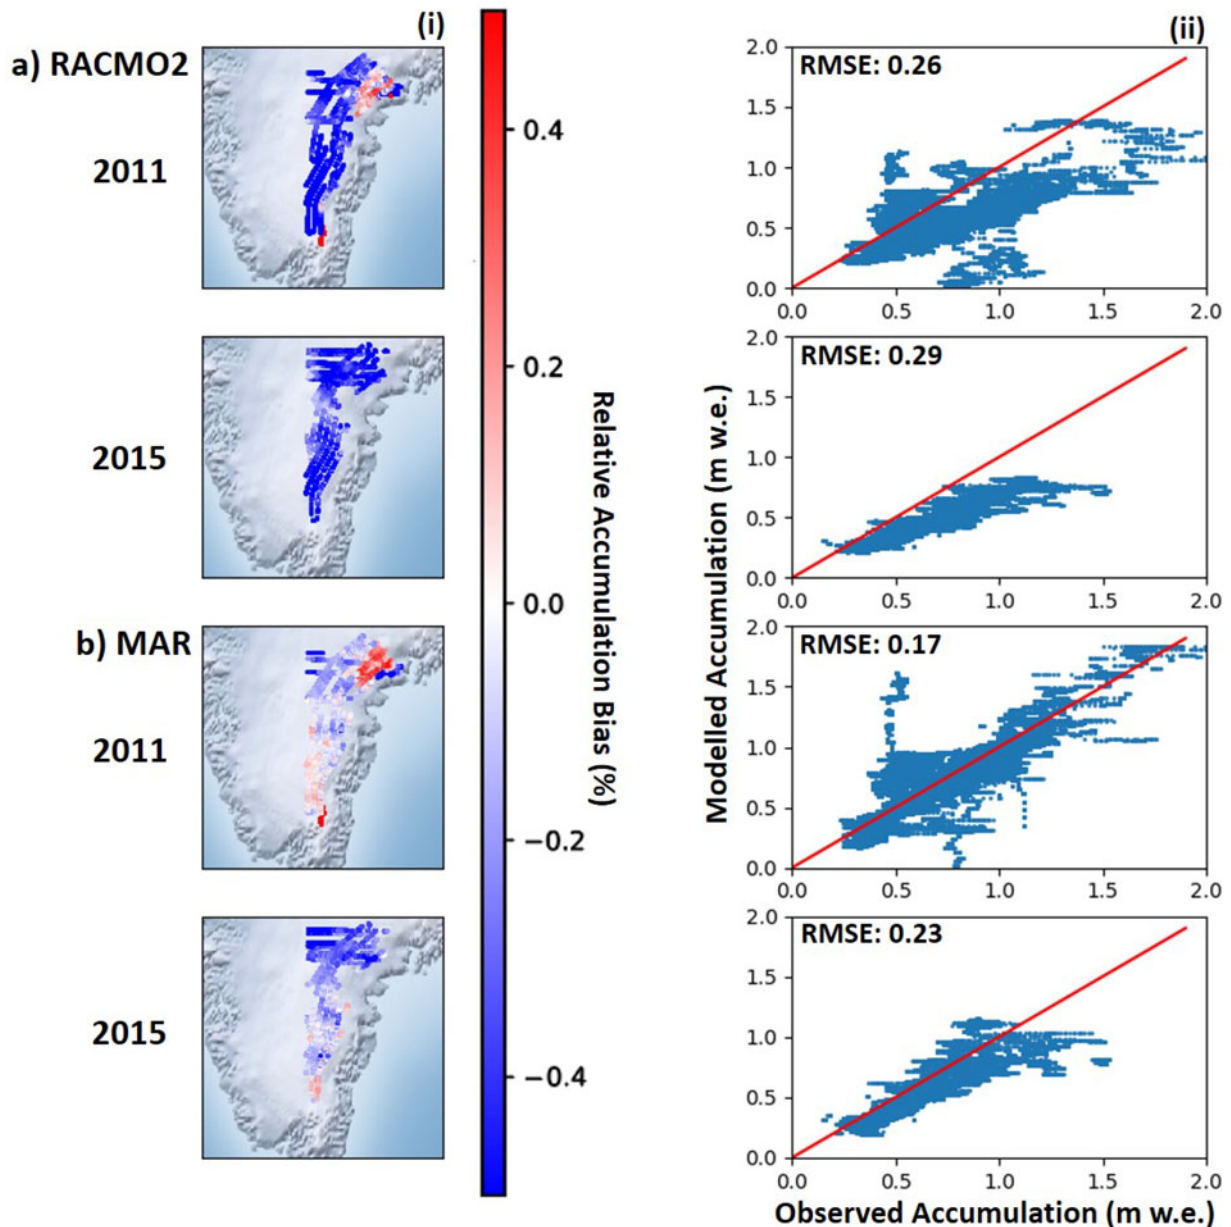 (i)
(ii)
a) RACMO2
2011
2015
b) MAR
2011
2015
0.4
0.2
0.0
−0.2
−0.4
Relative Accumulation Bias (%)
Modelled Accumulation (m w.e.)
RMSE: 0.26
2.0
1.5
1.0
0.5
0.0
0.0 0.5 1.0 1.5 2.0
RMSE: 0.29
2.0
1.5
1.0
0.5
0.0
0.0 0.5 1.0 1.5 2.0
RMSE: 0.17
2.0
1.5
1.0
0.5
0.0
0.0 0.5 1.0 1.5 2.0
RMSE: 0.23
2.0
1.5
1.0
0.5
0.0
0.0 0.5 1.0 1.5 2.0
Observed Accumulation (m w.e.)